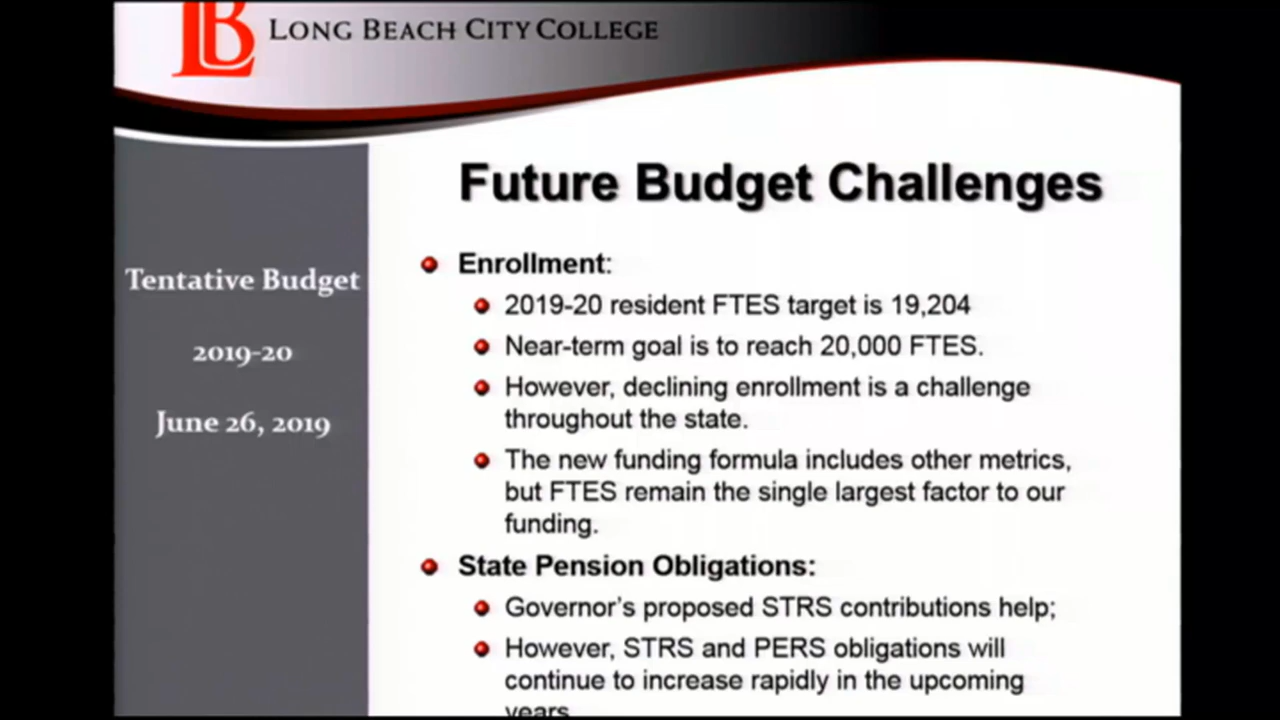 LB LONG BEACH CITY COLLEGE
Future Budget Challenges
Tentative Budget
2019-20
June 26, 2019
Enrollment:
2019-20 resident FTES target is 19,204
Near-term goal is to reach 20,000 FTES.
However, declining enrollment is a challenge
throughout the state.
The new funding formula includes other metrics,
but FTES remain the single largest factor to our
funding.
State Pension Obligations:
Governor's proposed STRS contributions help;
However, STRS and PERS obligations will
continue to increase rapidly in the upcoming
years